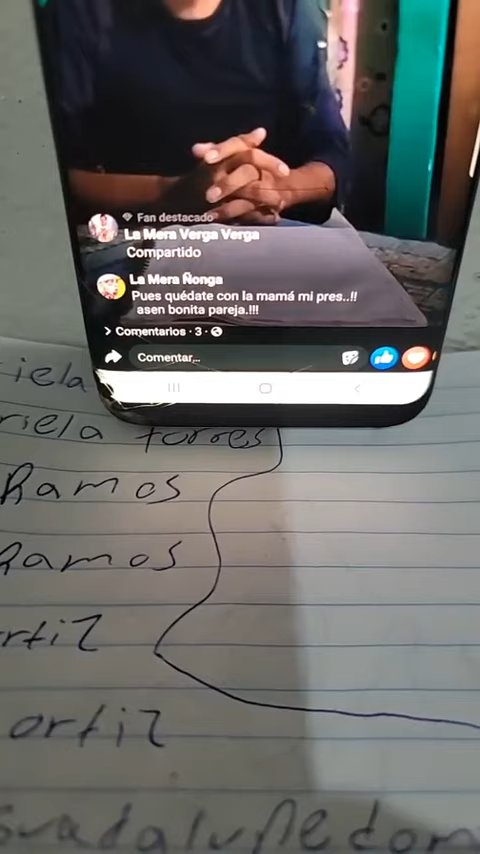 Fan destacado
La Mera Verga Verga
Compartido
La Mera Ñonga
Pues quédate con la mamá mi pres..!!
asen bonita pareja.!!!
Comentarios · 3 ·
Comentar...
iela
riela torres
Ramos
Ramos
rtiz
ortiz